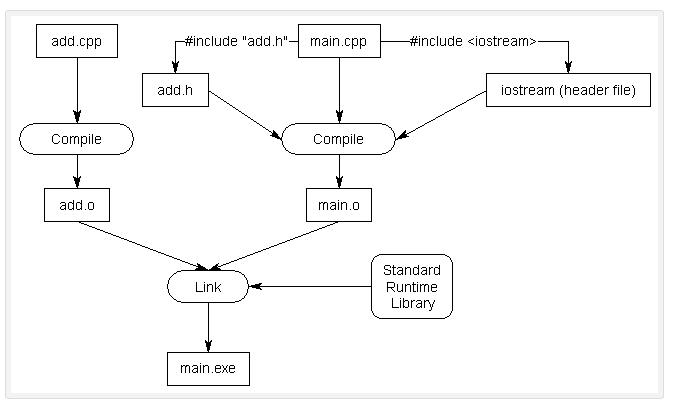 add.cpp
#include "add.h"
main.cpp
#include <iostream>
add.h
iostream (header file)
Compile
Compile
add.o
main.o
Link
Standard
Runtime
Library
main.exe